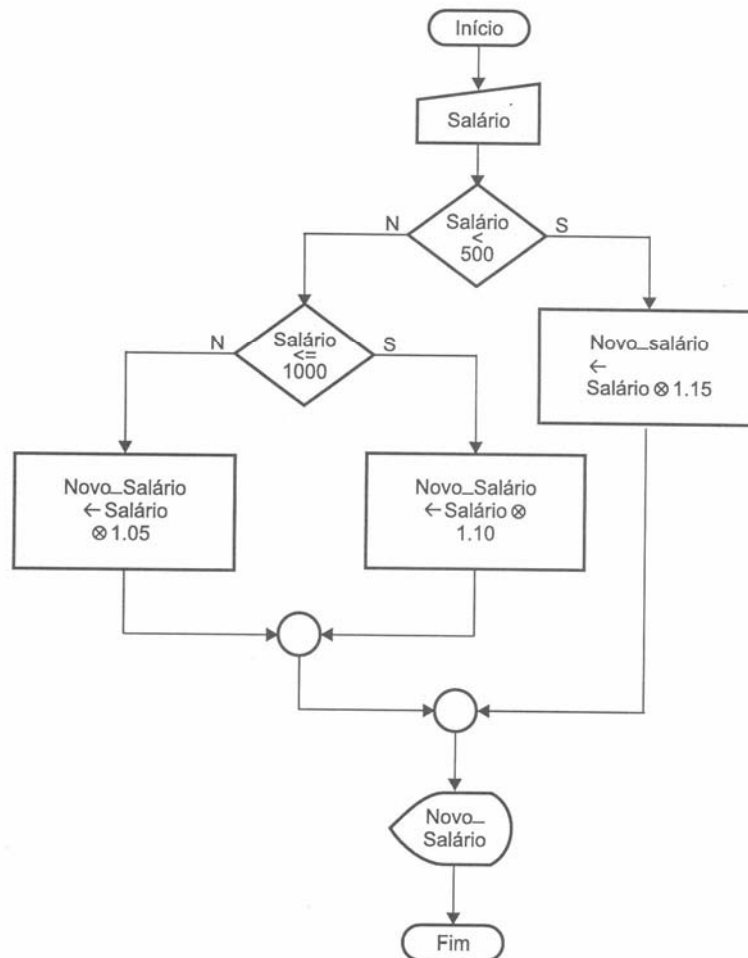 Início
Salário
N
Salário
<
500
S
N
Salário
<=
1000
S
Novo_salário
←
Salário ⊗ 1.15
Novo_Salário
← Salário
⊗ 1.05
Novo_Salário
← Salário ⊗
1.10
Novo_
Salário
Fim